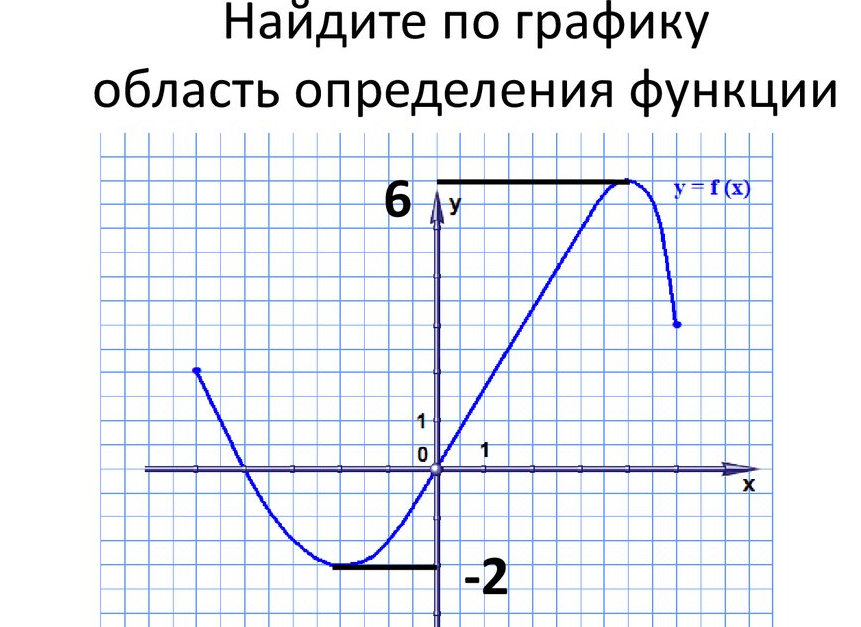 Найдите по графику
область определения функции
6
y
y = f (x)
1
0
1
x
-2